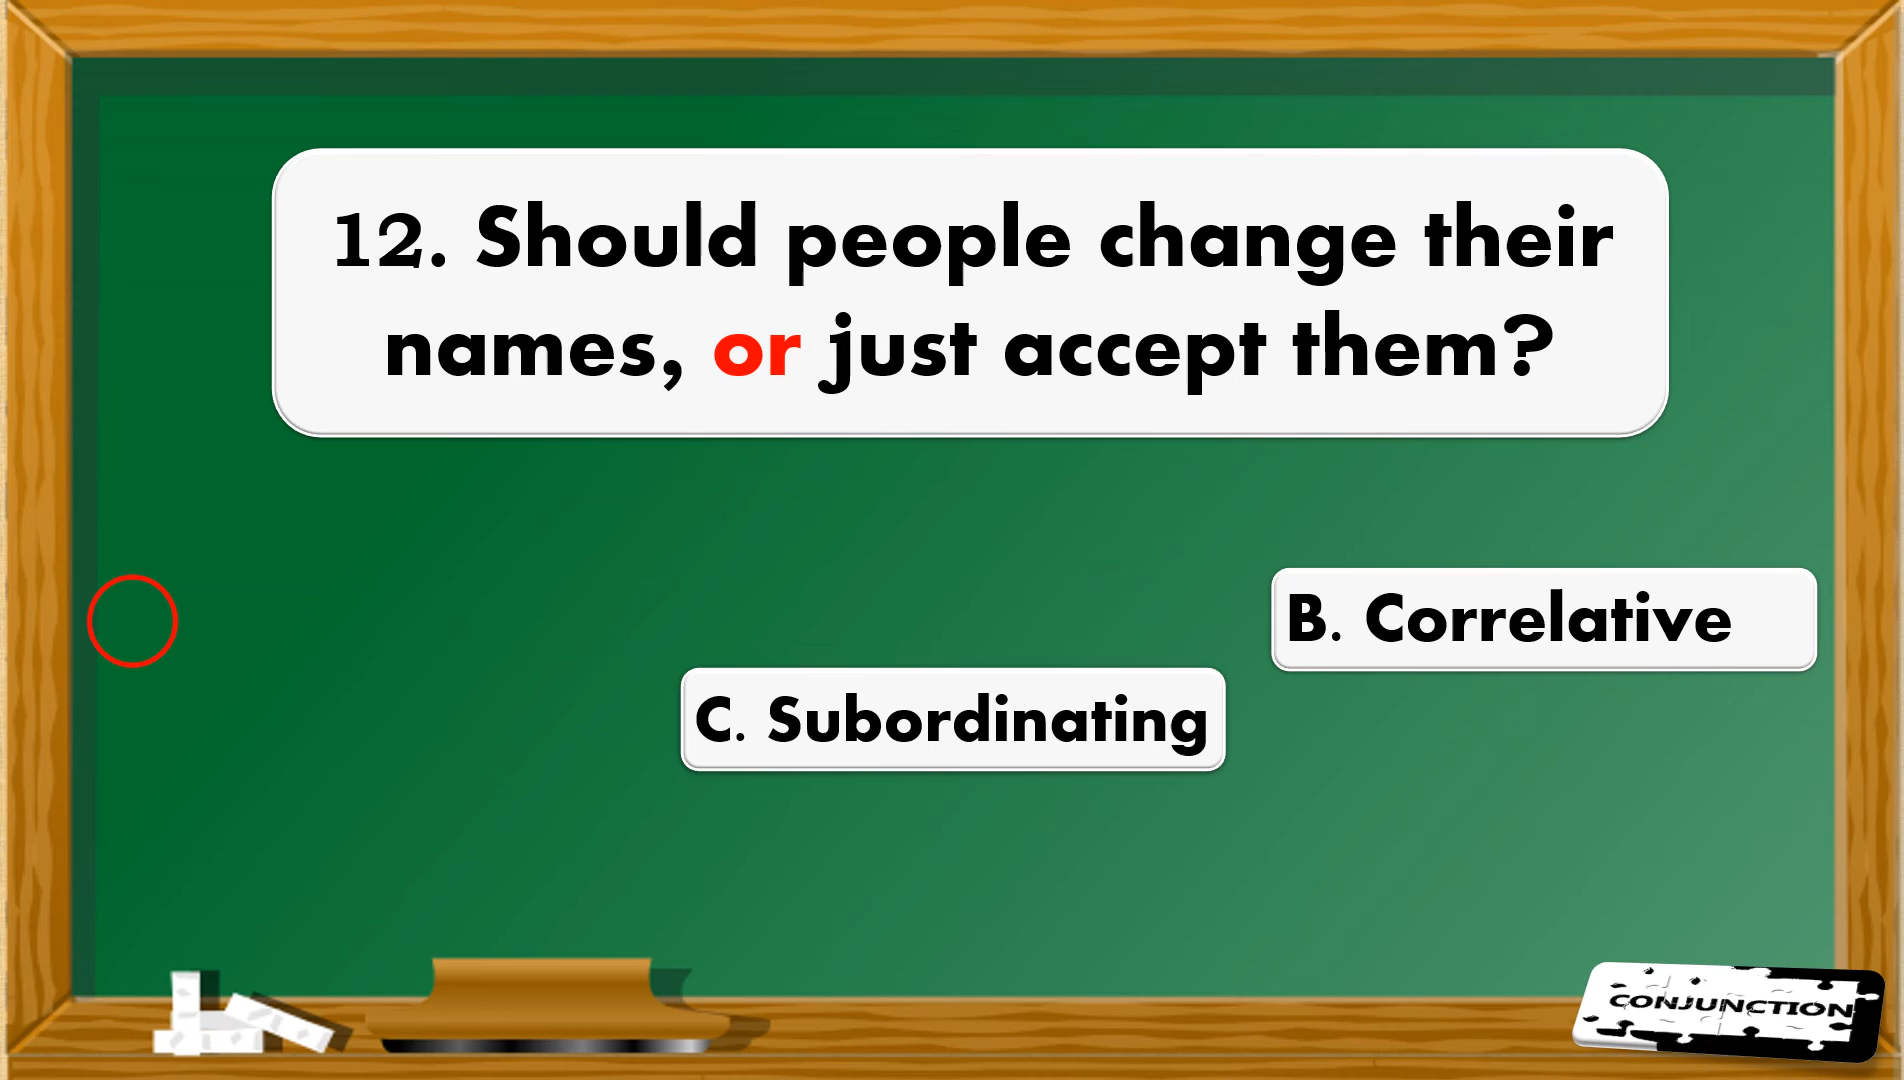 12. Should people change their
names, or just accept them?
B. Correlative
C. Subordinating
CONJUNCTION